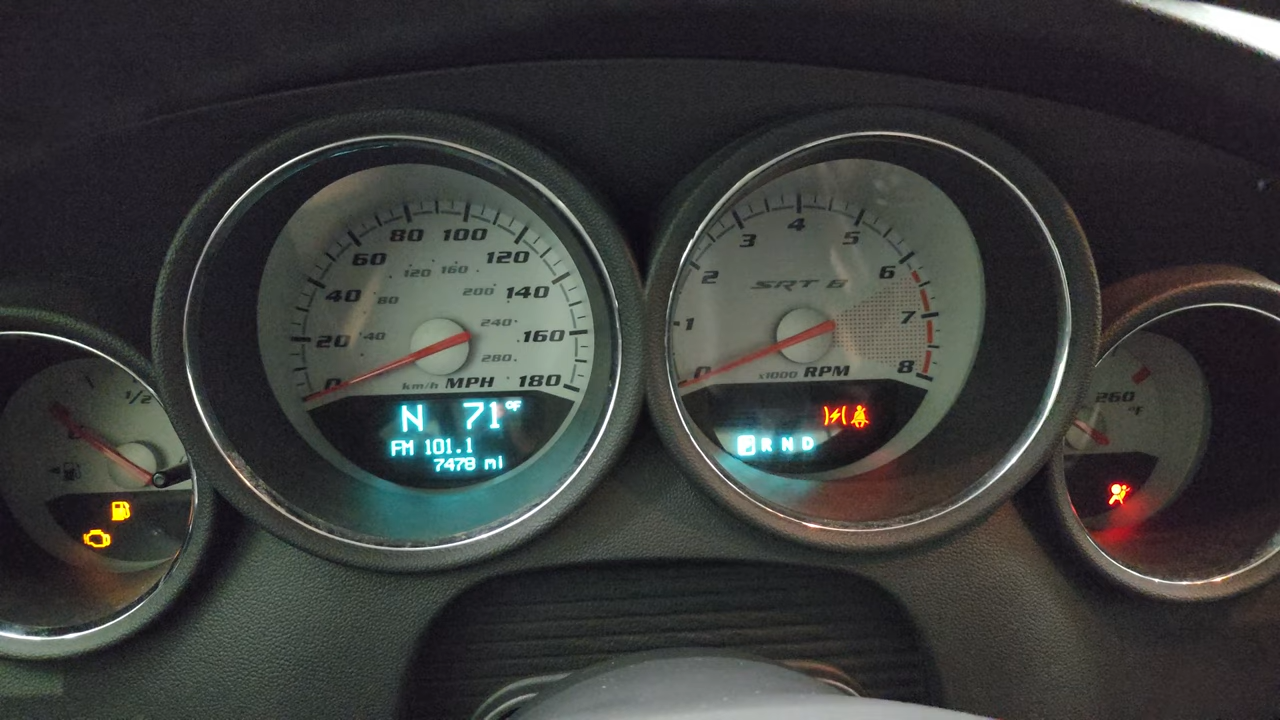 1/2
80 100
60 120
120 160
40 80 200 140
20 40 240 160
280
0 km/h MPH 180
N 71°F
FM 101.1
7478 mi
4
3 5
2 6
SRT 8
1 7
0 x1000 RPM 8
P R N D
260
°F